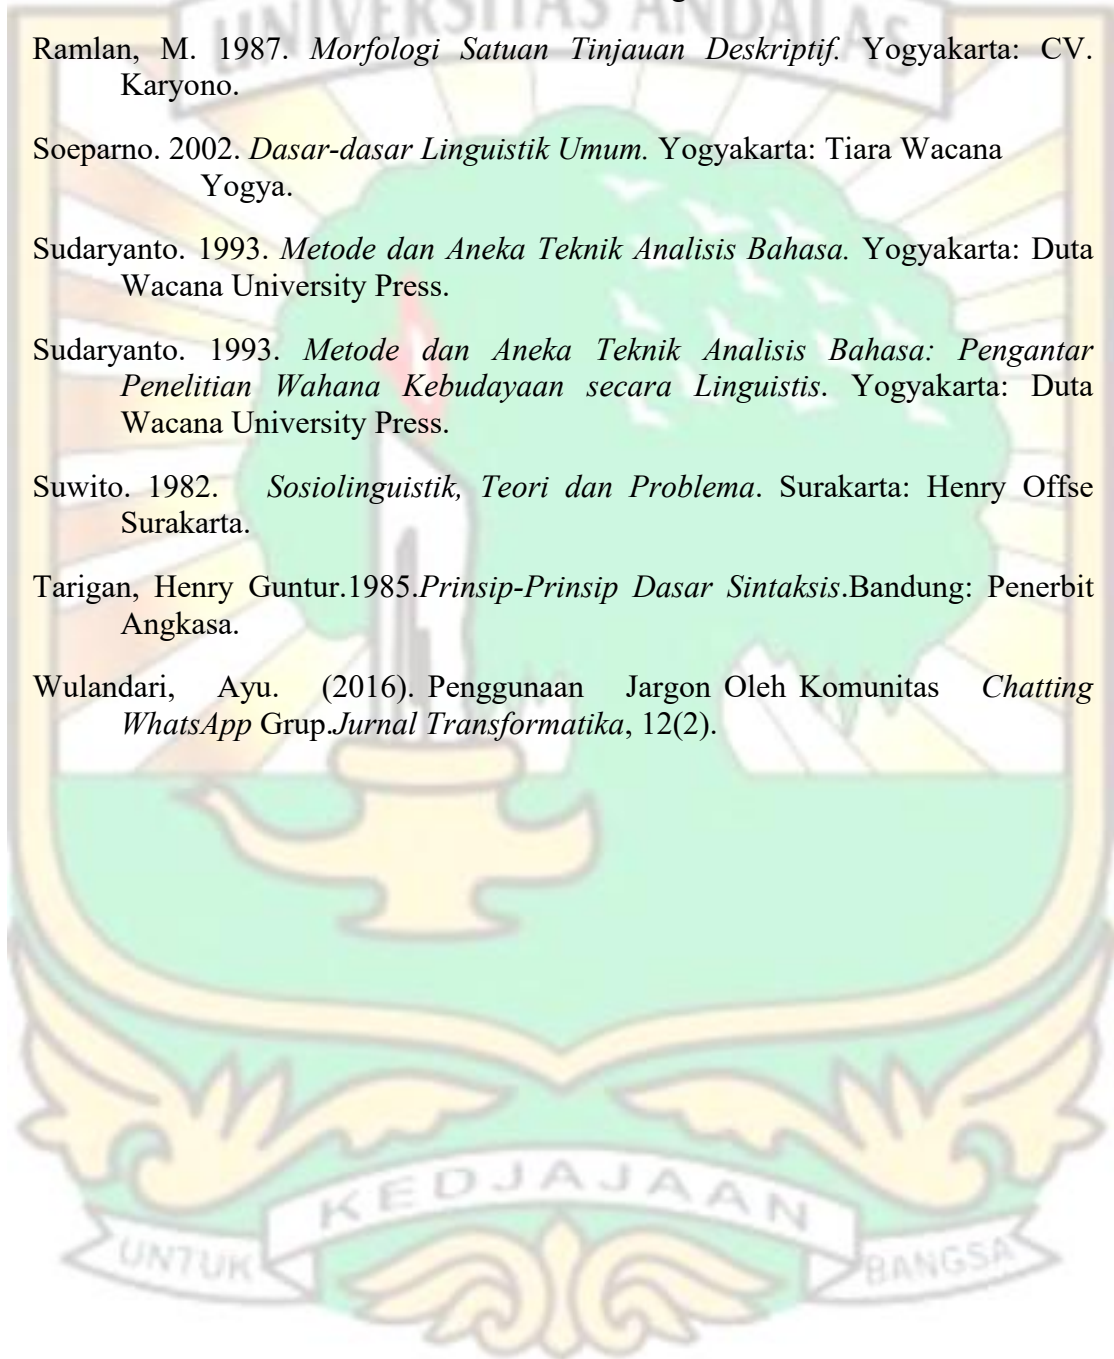 UNIVERSITAS ANDALAS
Ramlan, M. 1987. Morfologi Satuan Tinjauan Deskriptif. Yogyakarta: CV.
Karyono.
Soeparno. 2002. Dasar-dasar Linguistik Umum. Yogyakarta: Tiara Wacana
Yogya.
Sudaryanto. 1993. Metode dan Aneka Teknik Analisis Bahasa. Yogyakarta: Duta
Wacana University Press.
Sudaryanto. 1993. Metode dan Aneka Teknik Analisis Bahasa: Pengantar
Penelitian Wahana Kebudayaan secara Linguistis. Yogyakarta: Duta
Wacana University Press.
Suwito. 1982. Sosiolinguistik, Teori dan Problema. Surakarta: Henry Offse
Surakarta.
Tarigan, Henry Guntur.1985.Prinsip-Prinsip Dasar Sintaksis.Bandung: Penerbit
Angkasa.
Wulandari, Ayu. (2016). Penggunaan Jargon Oleh Komunitas Chatting
WhatsApp Grup.Jurnal Transformatika, 12(2).
UNTUK KEDJAJAAN BANGSA